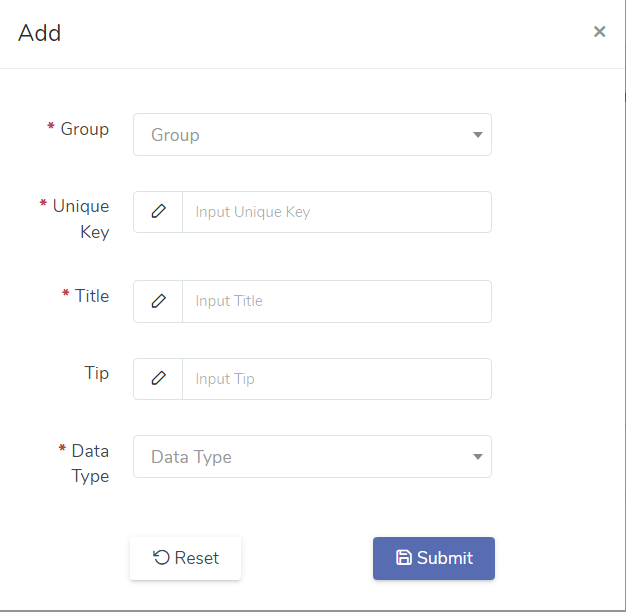 Add
* Group
Group
* Unique
Key
Input Unique Key
* Title
Input Title
Tip
Input Tip
* Data
Type
Data Type
Reset
Submit